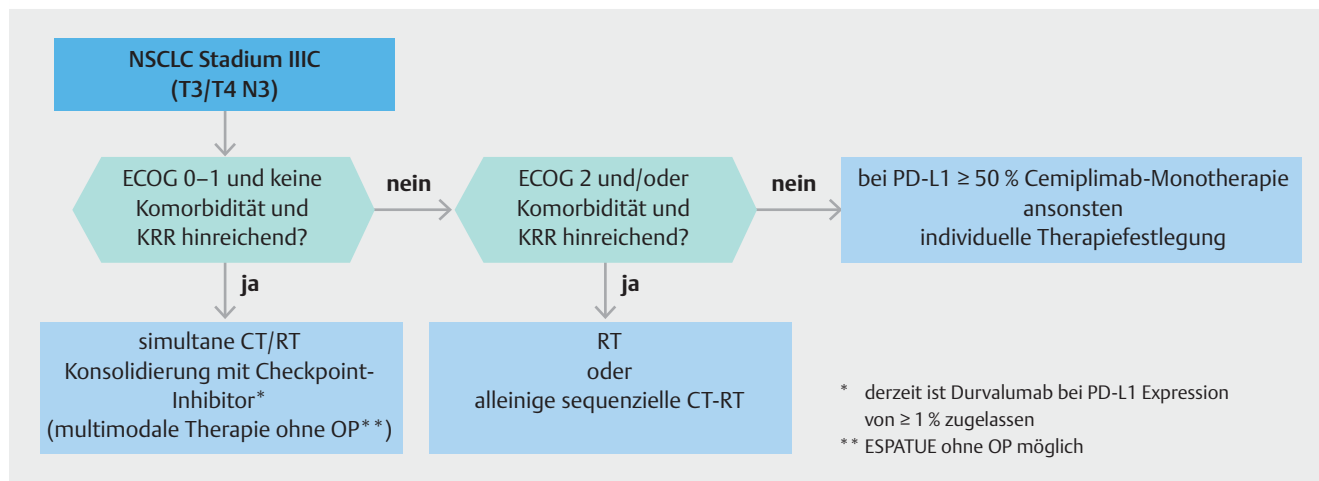 NSCLC Stadium IIIC
(T3/T4 N3)
ECOG 0–1 und keine
Komorbidität und
KRR hinreichend?
nein
ECOG 2 und/oder
Komorbidität und
KRR hinreichend?
nein
bei PD-L1 ≥ 50 % Cemiplimab-Monotherapie
ansonsten
individuelle Therapiefestlegung
ja
ja
simultane CT/RT
Konsolidierung mit Checkpoint-
Inhibitor*
(multimodale Therapie ohne OP**)
RT
oder
alleinige sequenzielle CT-RT
* derzeit ist Durvalumab bei PD-L1 Expression
von ≥ 1 % zugelassen
** ESPATUE ohne OP möglich